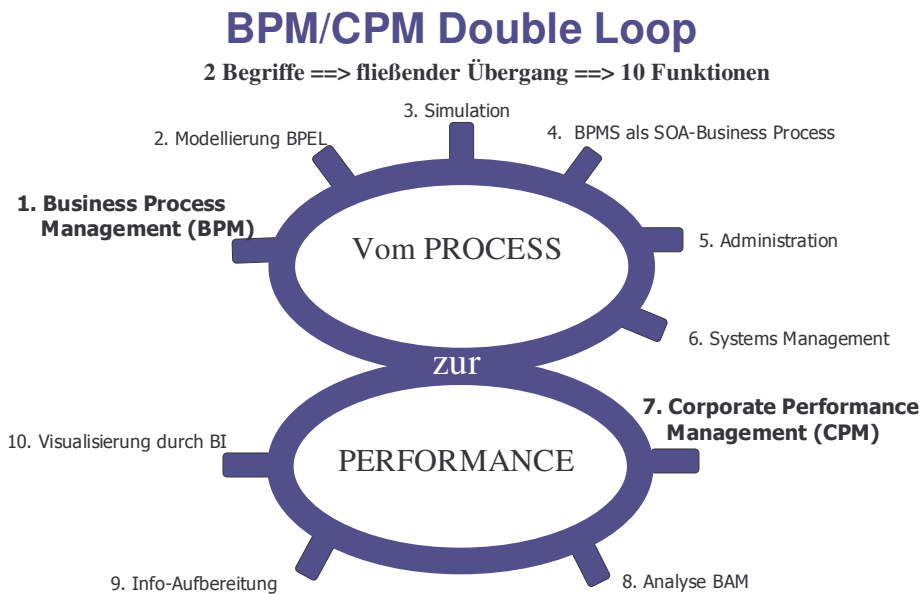 BPM/CPM Double Loop
2 Begriffe ==> fließender Übergang ==> 10 Funktionen
3. Simulation
2. Modellierung BPEL
4. BPMS als SOA-Business Process
1. Business Process
Management (BPM)
Vom PROCESS
5. Administration
6. Systems Management
zur
7. Corporate Performance
Management (CPM)
10. Visualisierung durch BI
PERFORMANCE
9. Info-Aufbereitung
8. Analyse BAM